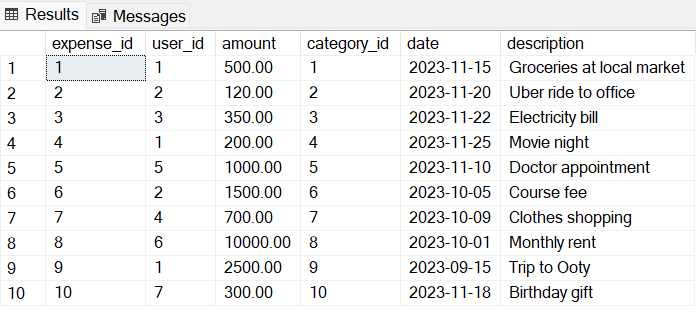 Results Messages
expense_id user_id amount category_id date description
1 1 1 500.00 1 2023-11-15 Groceries at local market
2 2 2 120.00 2 2023-11-20 Uber ride to office
3 3 3 350.00 3 2023-11-22 Electricity bill
4 4 1 200.00 4 2023-11-25 Movie night
5 5 5 1000.00 5 2023-11-10 Doctor appointment
6 6 2 1500.00 6 2023-10-05 Course fee
7 7 4 700.00 7 2023-10-09 Clothes shopping
8 8 6 10000.00 8 2023-10-01 Monthly rent
9 9 1 2500.00 9 2023-09-15 Trip to Ooty
10 10 7 300.00 10 2023-11-18 Birthday gift